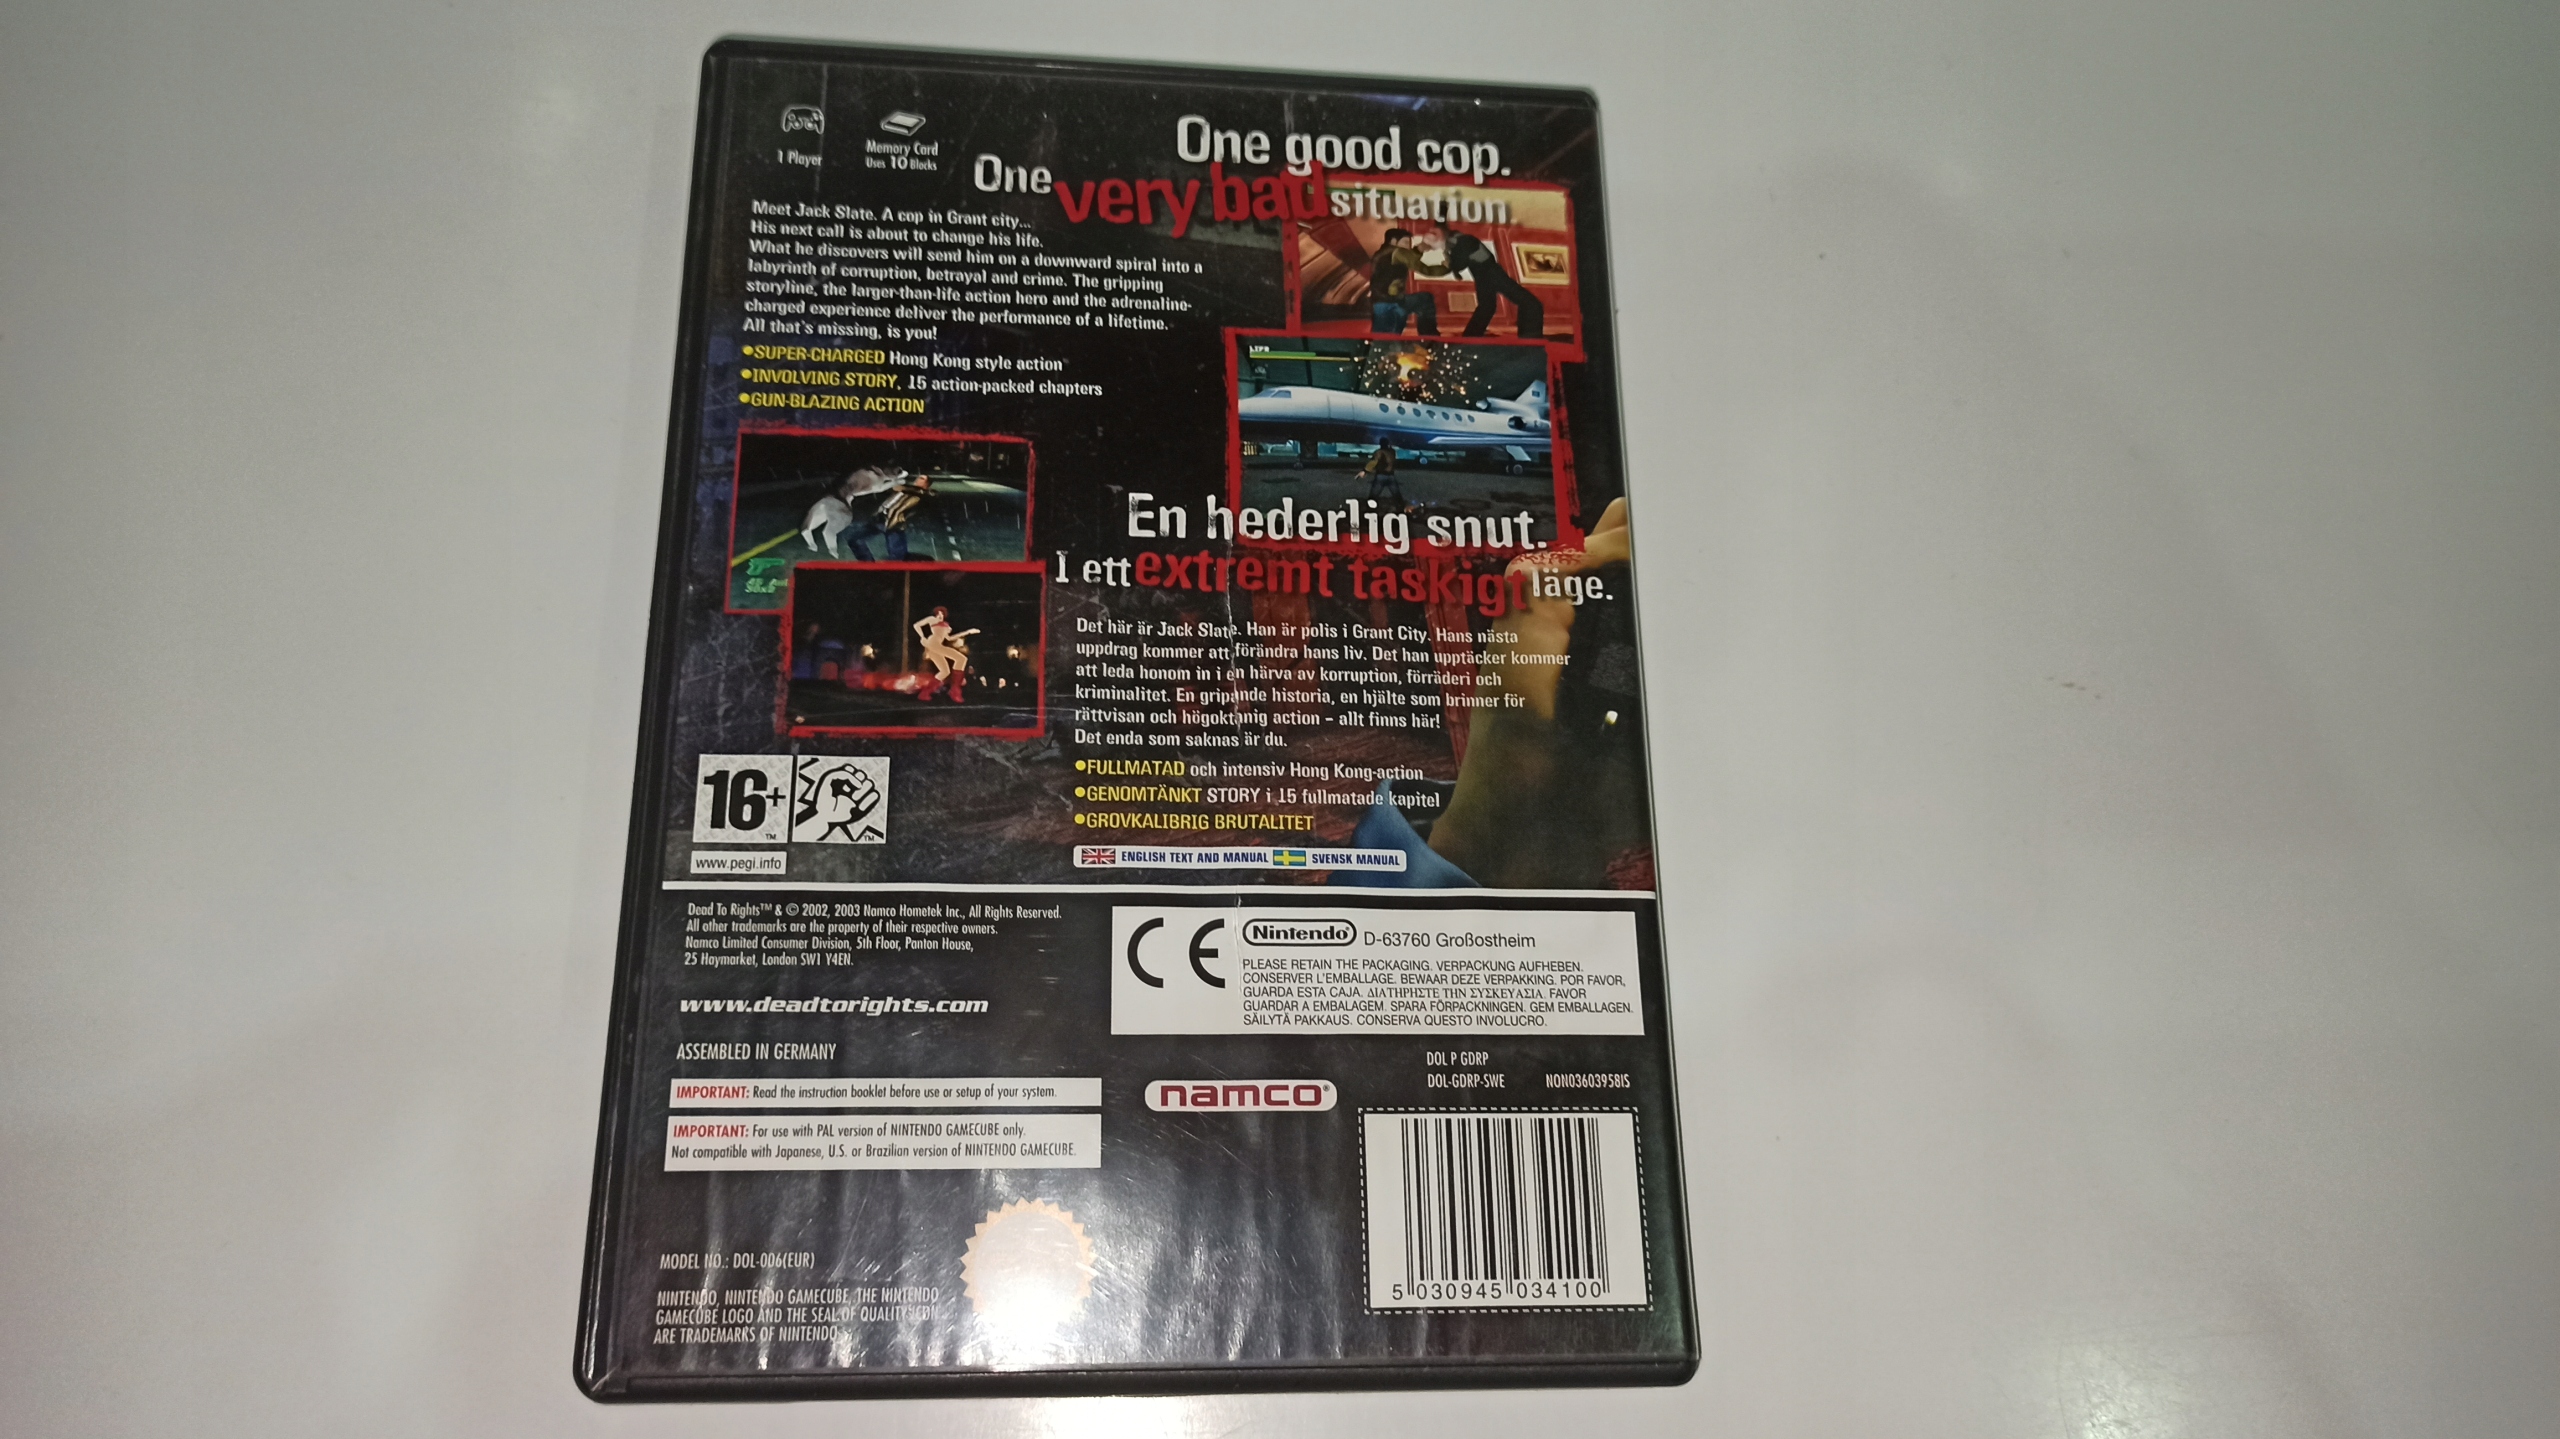 1 Player
Memory Card
Uses 10 Blocks
One good cop.
One very bad situation.
Meet Jack Slate. A cop in Grant city...
His next call is about to change his life.
What he discovers will send him on a downward spiral into a
labyrinth of corruption, betrayal and crime. The gripping
storyline, the larger-than-life action hero and the adrenaline-
charged experience deliver the performance of a lifetime.
All that's missing, is you!
•SUPER-CHARGED Hong Kong style action
•INVOLVING STORY, 15 action-packed chapters
•GUN-BLAZING ACTION
LIFE
En hederlig snut.
I ett extremt taskigt läge.
Det här är Jack Slate. Han är polis i Grant City. Hans nästa
uppdrag kommer att förändra hans liv. Det han upptäcker kommer
att leda honom in i en härva av korruption, förräderi och
kriminalitet. En gripande historia, en hjälte som brinner för
rättvisan och högoktanig action – allt finns här!
Det enda som saknas är du.
•FULLMATAD och intensiv Hong Kong-action
•GENOMTÄNKT STORY i 15 fullmatade kapitel
•GROVKALIBRIG BRUTALITET
16+
TM
TM
www.pegi.info
ENGLISH TEXT AND MANUAL SVENSK MANUAL
Dead To Rights™ & © 2002, 2003 Namco Hometek Inc., All Rights Reserved.
All other trademarks are the property of their respective owners.
Namco Limited Consumer Division, 5th Floor, Panton House,
25 Haymarket, London SW1 Y4EN.
www.deadtorights.com
ASSEMBLED IN GERMANY
CE
Nintendo® D-63760 Großostheim
PLEASE RETAIN THE PACKAGING. VERPACKUNG AUFHEBEN.
CONSERVER L'EMBALLAGE. BEWAAR DEZE VERPAKKING. POR FAVOR,
GUARDA ESTA CAJA. ΔΙΑΤΗΡΗΣΤΕ ΤΗΝ ΣΥΣΚΕΥΑΣΙΑ. FAVOR
GUARDAR A EMBALAGEM. SPARA FÖRPACKNINGEN. GEM EMBALLAGEN.
SÄILYTÄ PAKKAUS. CONSERVA QUESTO INVOLUCRO.
IMPORTANT: Read the instruction booklet before use or setup of your system.
IMPORTANT: For use with PAL version of NINTENDO GAMECUBE only.
Not compatible with Japanese, U.S. or Brazilian version of NINTENDO GAMECUBE.
namco®
DOL P GDRP
DOL-GDRP-SWE NON03603958IS
5 030945 034100
MODEL NO.: DOL-006(EUR)
NINTENDO, NINTENDO GAMECUBE, THE NINTENDO
GAMECUBE LOGO AND THE SEAL OF QUALITY ICON
ARE TRADEMARKS OF NINTENDO.